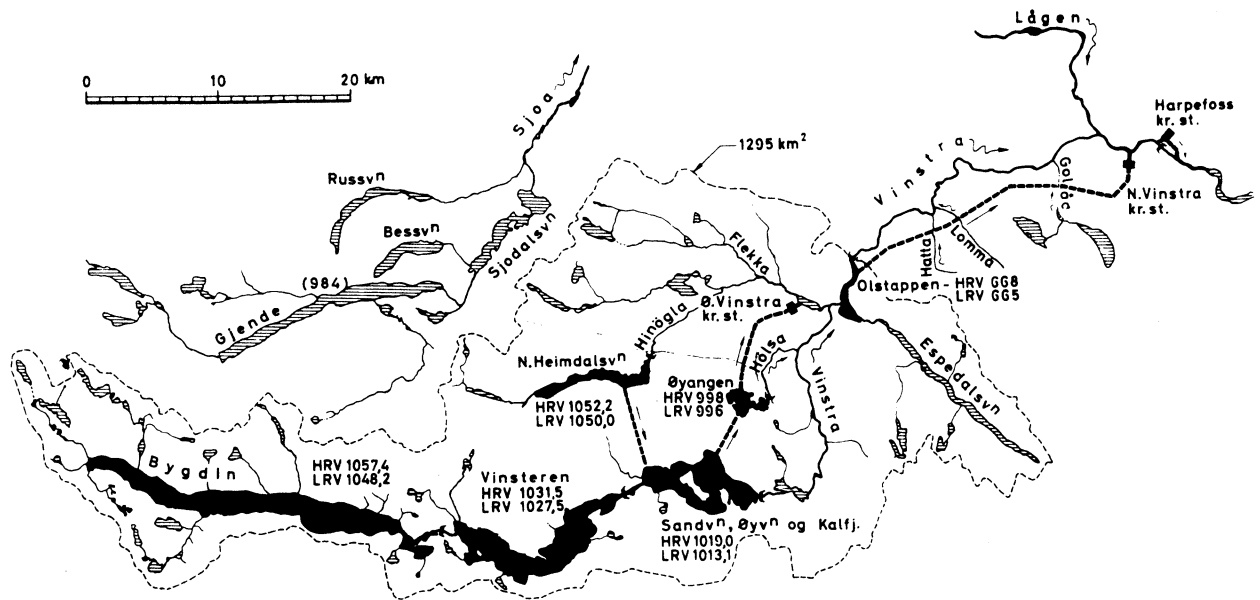 Lågen
0 10 20 km
Sjoa
Harpefoss
kr. st.
1295 km²
Vinstra
Golåc
Russvⁿ
N.Vinstra
kr. st.
Bessvⁿ
Sjodalsvⁿ
Flekka
Hatta
Lomma
(984)
Gjende
Olstappen - HRV 668
LRV 665
Ø.Vinstra
kr. st.
Hinögla
Hölsa
Espedalsvⁿ
N.Heimdalsvⁿ
HRV 1052,2
LRV 1050,0
Øyangen
HRV 998
LRV 996
Vinstra
Bygdin
HRV 1057,4
LRV 1048,2
Vinsteren
HRV 1031,5
LRV 1027,5
Sandvⁿ, Øyvⁿ og Kalfj.
HRV 1019,0
LRV 1013,1